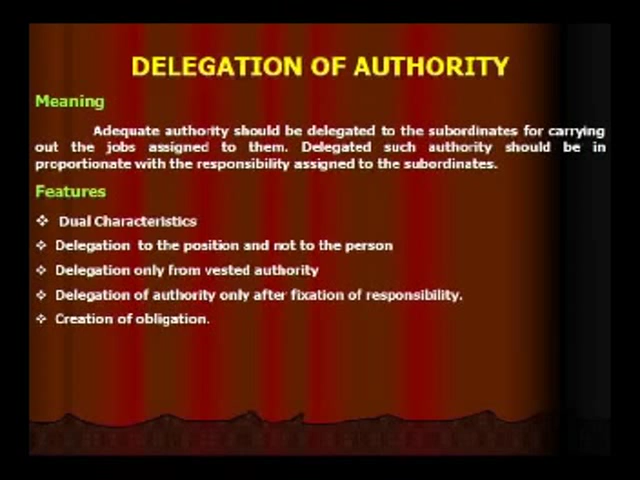 DELEGATION OF AUTHORITY
Meaning
Adequate authority should be delegated to the subordinates for carrying
out the jobs assigned to them. Delegated such authority should be in
proportionate with the responsibility assigned to the subordinates.
Features
❖ Dual Characteristics
❖ Delegation to the position and not to the person
❖ Delegation only from vested authority
❖ Delegation of authority only after fixation of responsibility.
❖ Creation of obligation.